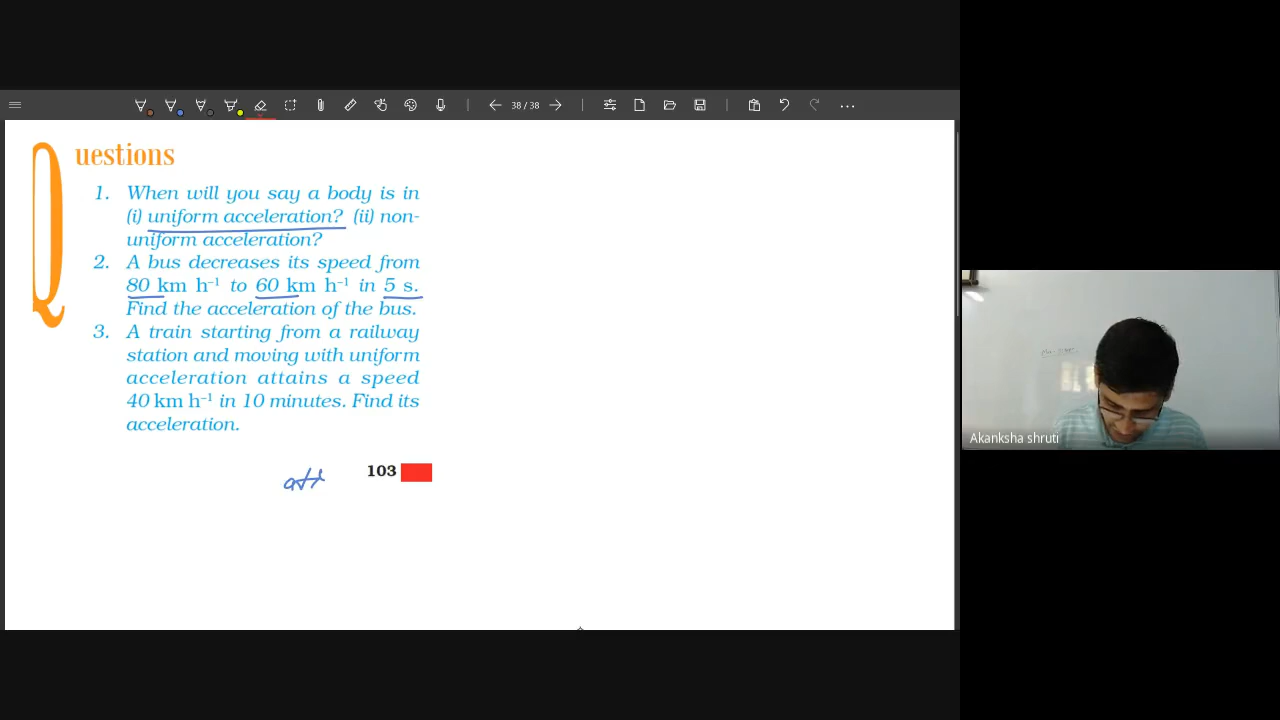 38 / 38
Questions
1. When will you say a body is in
(i) uniform acceleration? (ii) non-
uniform acceleration?
2. A bus decreases its speed from
80 km h⁻¹ to 60 km h⁻¹ in 5 s.
Find the acceleration of the bus.
3. A train starting from a railway
station and moving with uniform
acceleration attains a speed
40 km h⁻¹ in 10 minutes. Find its
acceleration.
103
Akanksha shruti